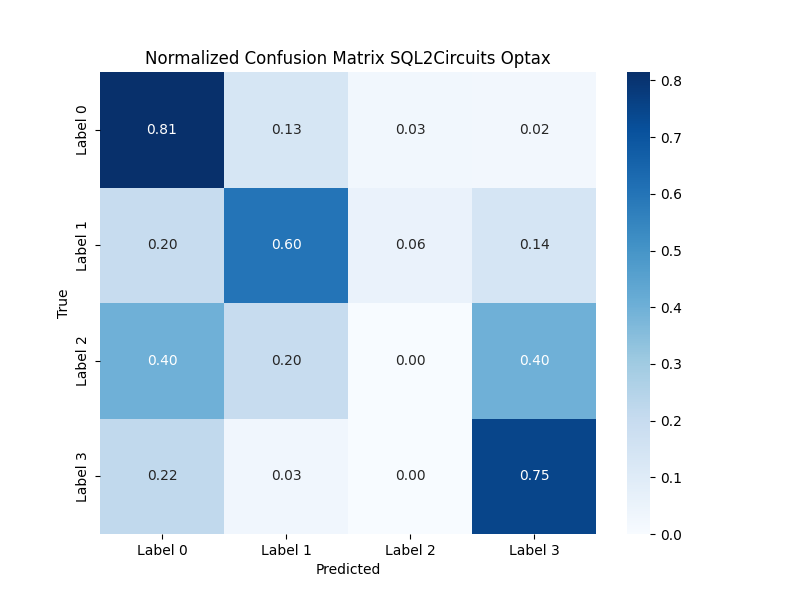 Normalized Confusion Matrix SQL2Circuits Optax
True
Label 0
0.81 0.13 0.03 0.02
Label 1
0.20 0.60 0.06 0.14
Label 2
0.40 0.20 0.00 0.40
Label 3
0.22 0.03 0.00 0.75
Label 0 Label 1 Label 2 Label 3
Predicted
0.8
0.7
0.6
0.5
0.4
0.3
0.2
0.1
0.0